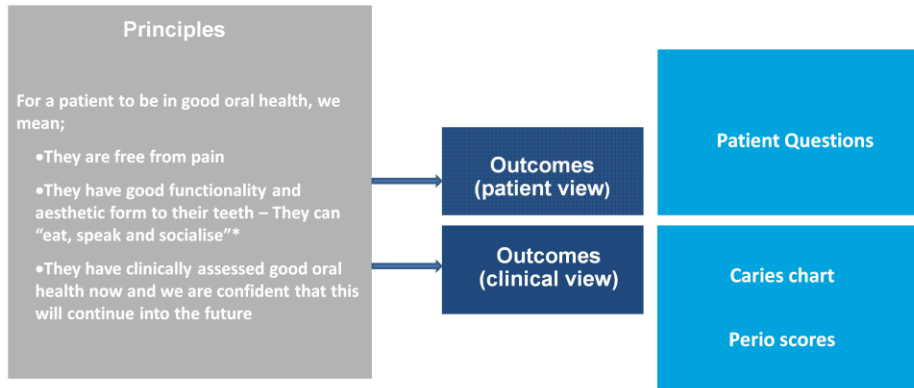 Principles
For a patient to be in good oral health, we
mean;
•They are free from pain
•They have good functionality and
aesthetic form to their teeth – They can
“eat, speak and socialise”*
•They have clinically assessed good oral
health now and we are confident that this
will continue into the future
Outcomes
(patient view)
Outcomes
(clinical view)
Patient Questions
Caries chart
Perio scores